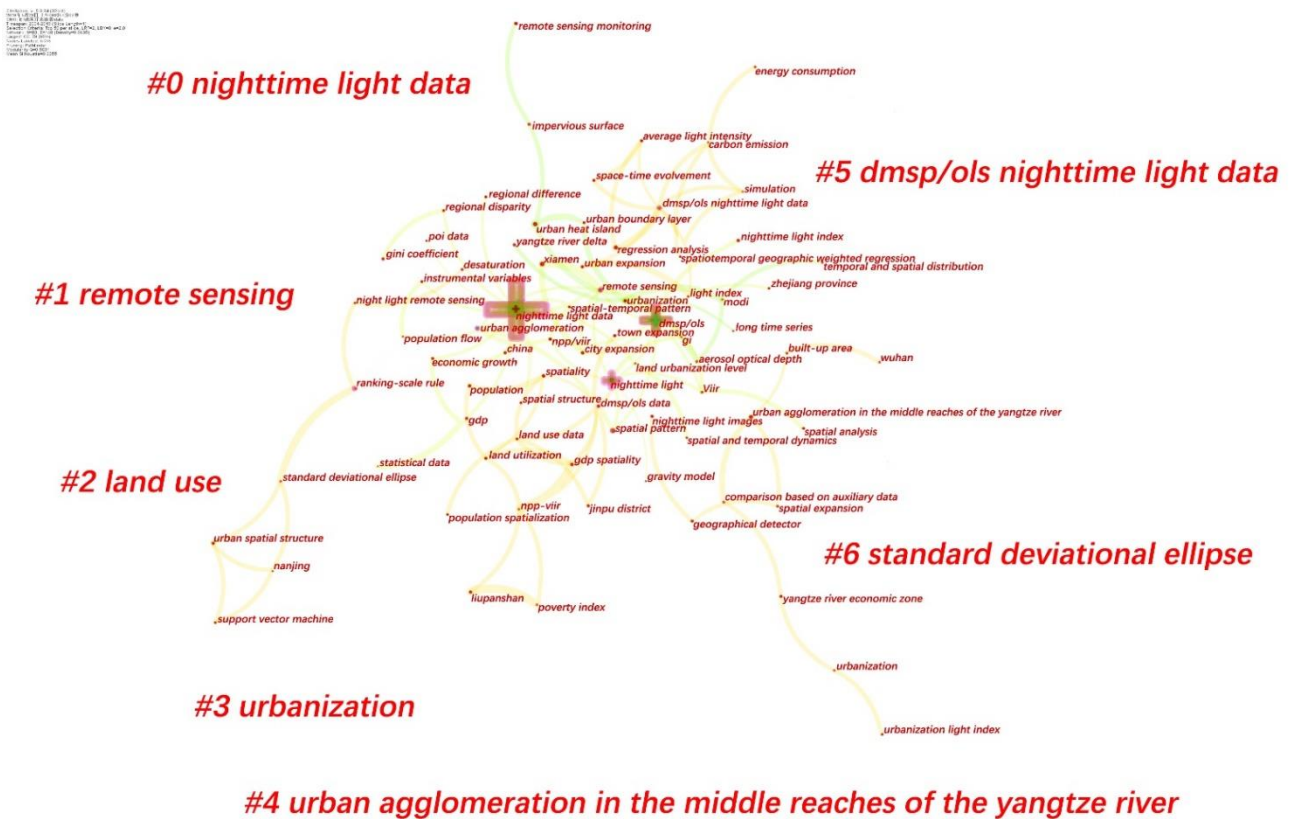 remote sensing monitoring
#0 nighttime light data
energy consumption
impervious surface
average light intensity
carbon emission
#5 dmsp/ols nighttime light data
space-time evolvement
simulation
regional difference
dmsp/ols nighttime light data
regional disparity
urban boundary layer
urban heat island
poi data
yangtze river delta
nighttime light index
regression analysis
gini coefficient
spatiotemporal geographic weighted regression
xiamen
urban expansion
temporal and spatial distribution
desaturation
instrumental variables
remote sensing
zhejiang province
#1 remote sensing
night light remote sensing
light index
urbanization
modi
spatial-temporal pattern
nighttime light data
dmsp/ols
urban agglomeration
long time series
town expansion
population flow
npp/viir
gi
china
city expansion
built-up area
economic growth
aerosol optical depth
wuhan
land urbanization level
spatiality
ranking-scale rule
nighttime light
population
Viir
spatial structure
dmsp/ols data
urban agglomeration in the middle reaches of the yangtze river
gdp
nighttime light images
spatial pattern
spatial analysis
land use data
spatial and temporal dynamics
land utilization
statistical data
gdp spatiality
#2 land use
standard deviational ellipse
gravity model
comparison based on auxiliary data
npp-viir
jinpu district
spatial expansion
population spatialization
geographical detector
urban spatial structure
#6 standard deviational ellipse
nanjing
liupanshan
yangtze river economic zone
poverty index
support vector machine
urbanization
#3 urbanization
urbanization light index
#4 urban agglomeration in the middle reaches of the yangtze river